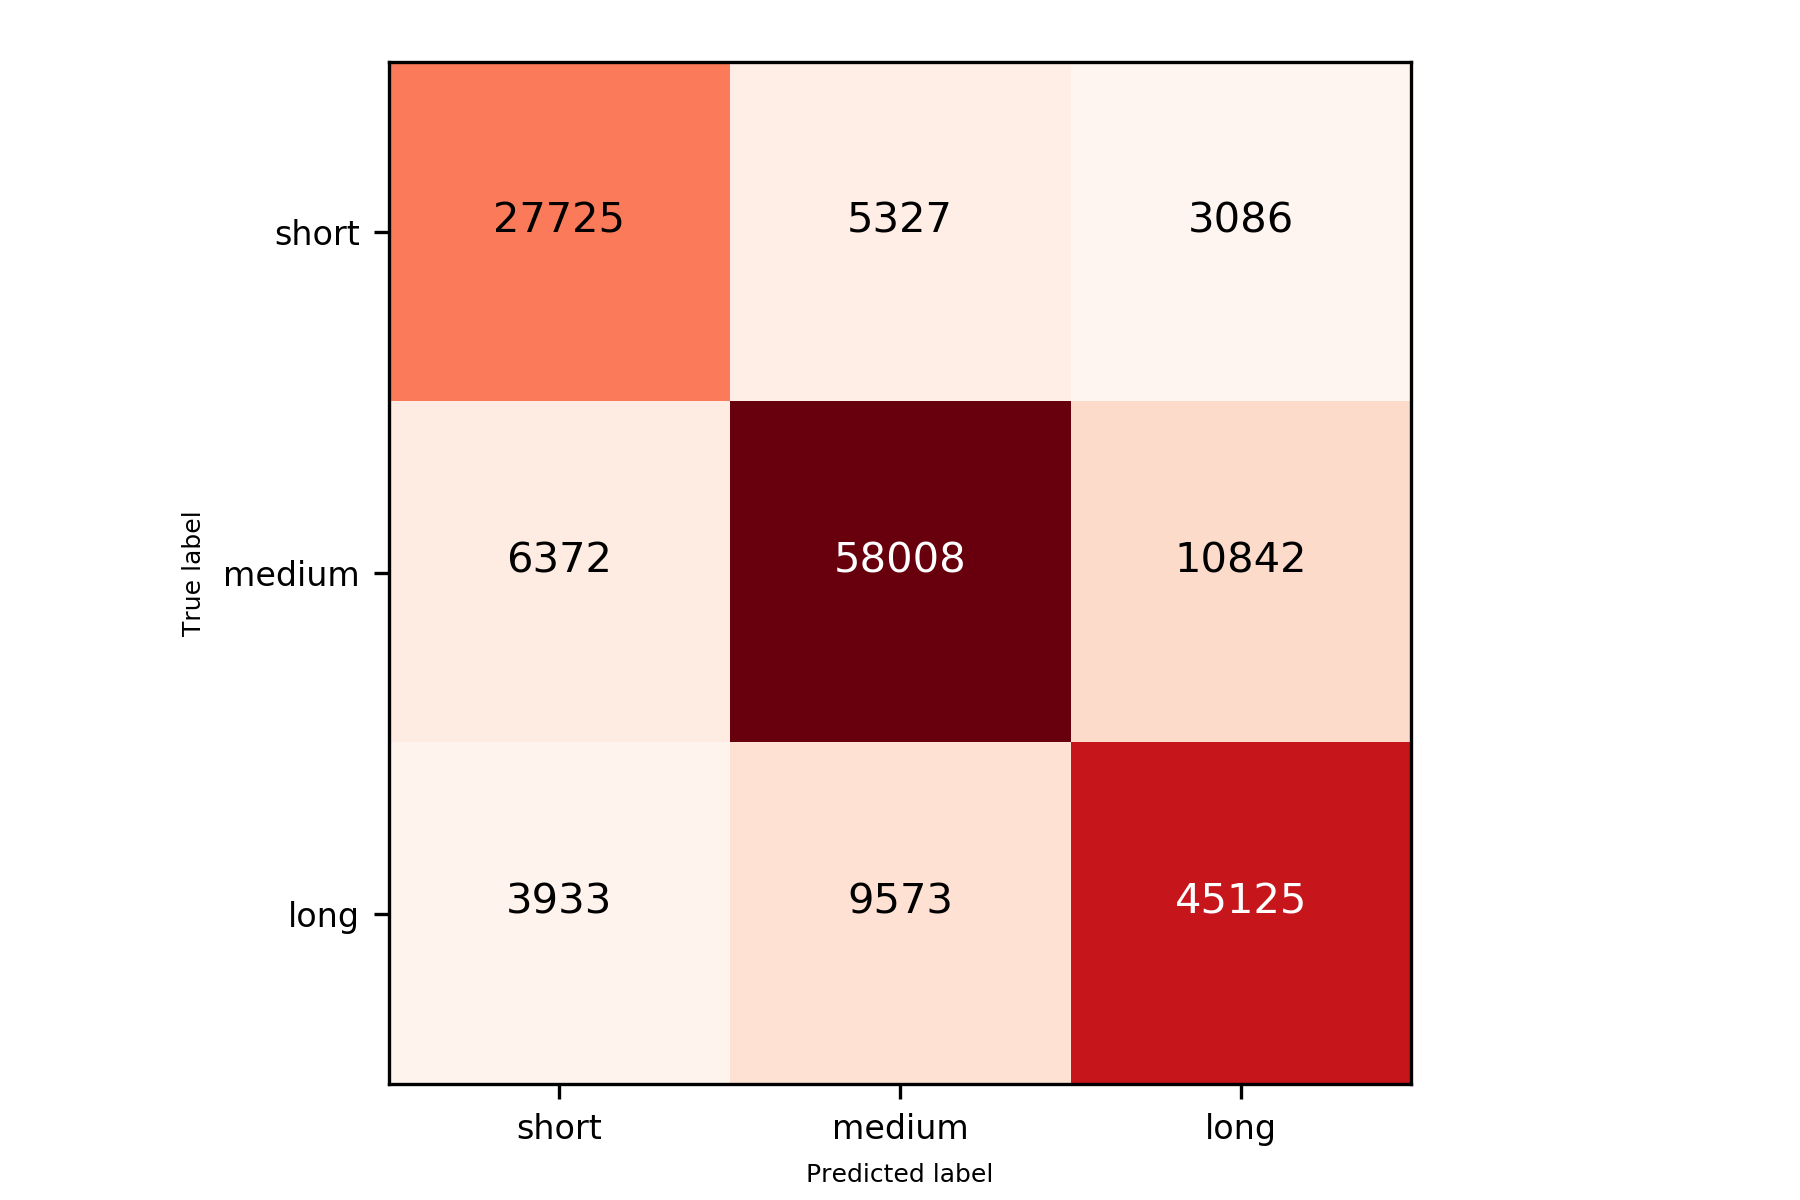 27725 5327 3086
short
6372 58008 10842
medium
True label
3933 9573 45125
long
short medium long
Predicted label